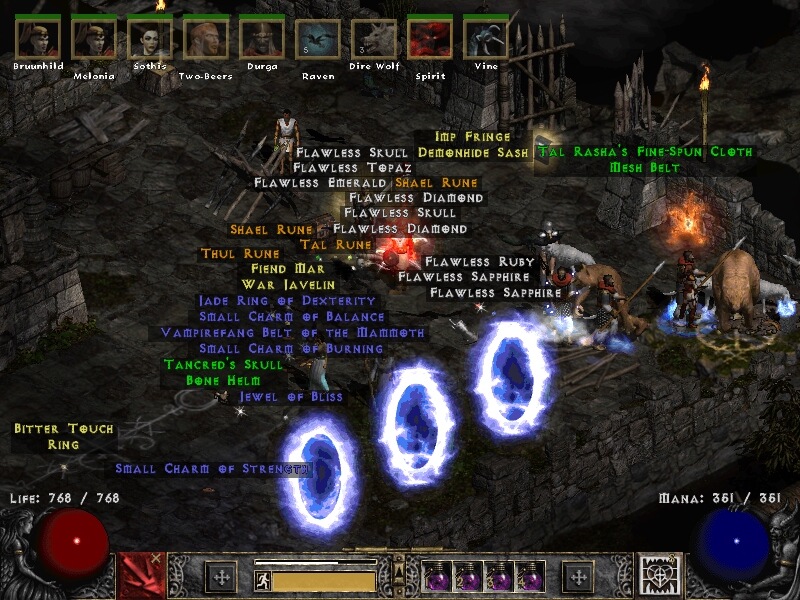 Bruunhild
Melonia
Sothis
Two-Beers
Durga
5
Raven
3
Dire Wolf
Spirit
Vine
Imp Fringe
Demonhide Sash
Tal Rasha's Fine-Spun Cloth
Mesh Belt
Flawless Skull
Flawless Topaz
Flawless Emerald
Shael Rune
Flawless Diamond
Flawless Skull
Flawless Diamond
Shael Rune
Tal Rune
Thul Rune
Flawless Ruby
Flawless Sapphire
Flawless Sapphire
Fiend Mar
War Javelin
Jade Ring of Dexterity
Small Charm of Balance
Vampirefang Belt of the Mammoth
Small Charm of Burning
Tancred's Skull
Bone Helm
Jewel of Bliss
Bitter Touch
Ring
Small Charm of Strength
Life: 768 / 768
Mana: 351 / 351